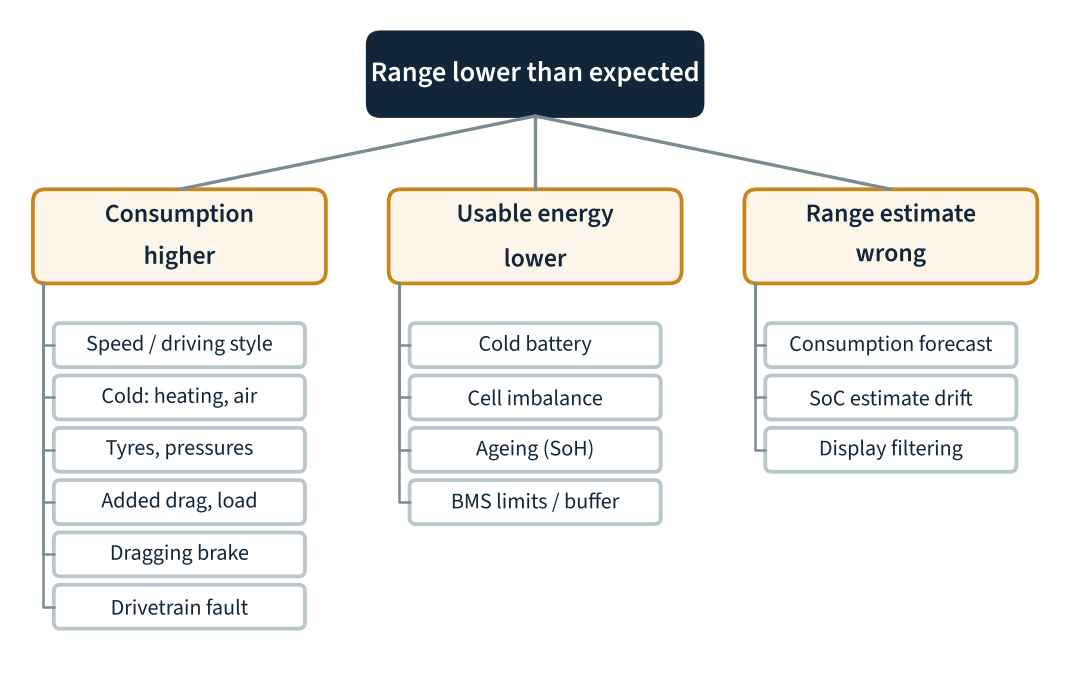 Range lower than expected
Consumption
higher
Speed / driving style
Cold: heating, air
Tyres, pressures
Added drag, load
Dragging brake
Drivetrain fault
Usable energy
lower
Cold battery
Cell imbalance
Ageing (SoH)
BMS limits / buffer
Range estimate
wrong
Consumption forecast
SoC estimate drift
Display filtering